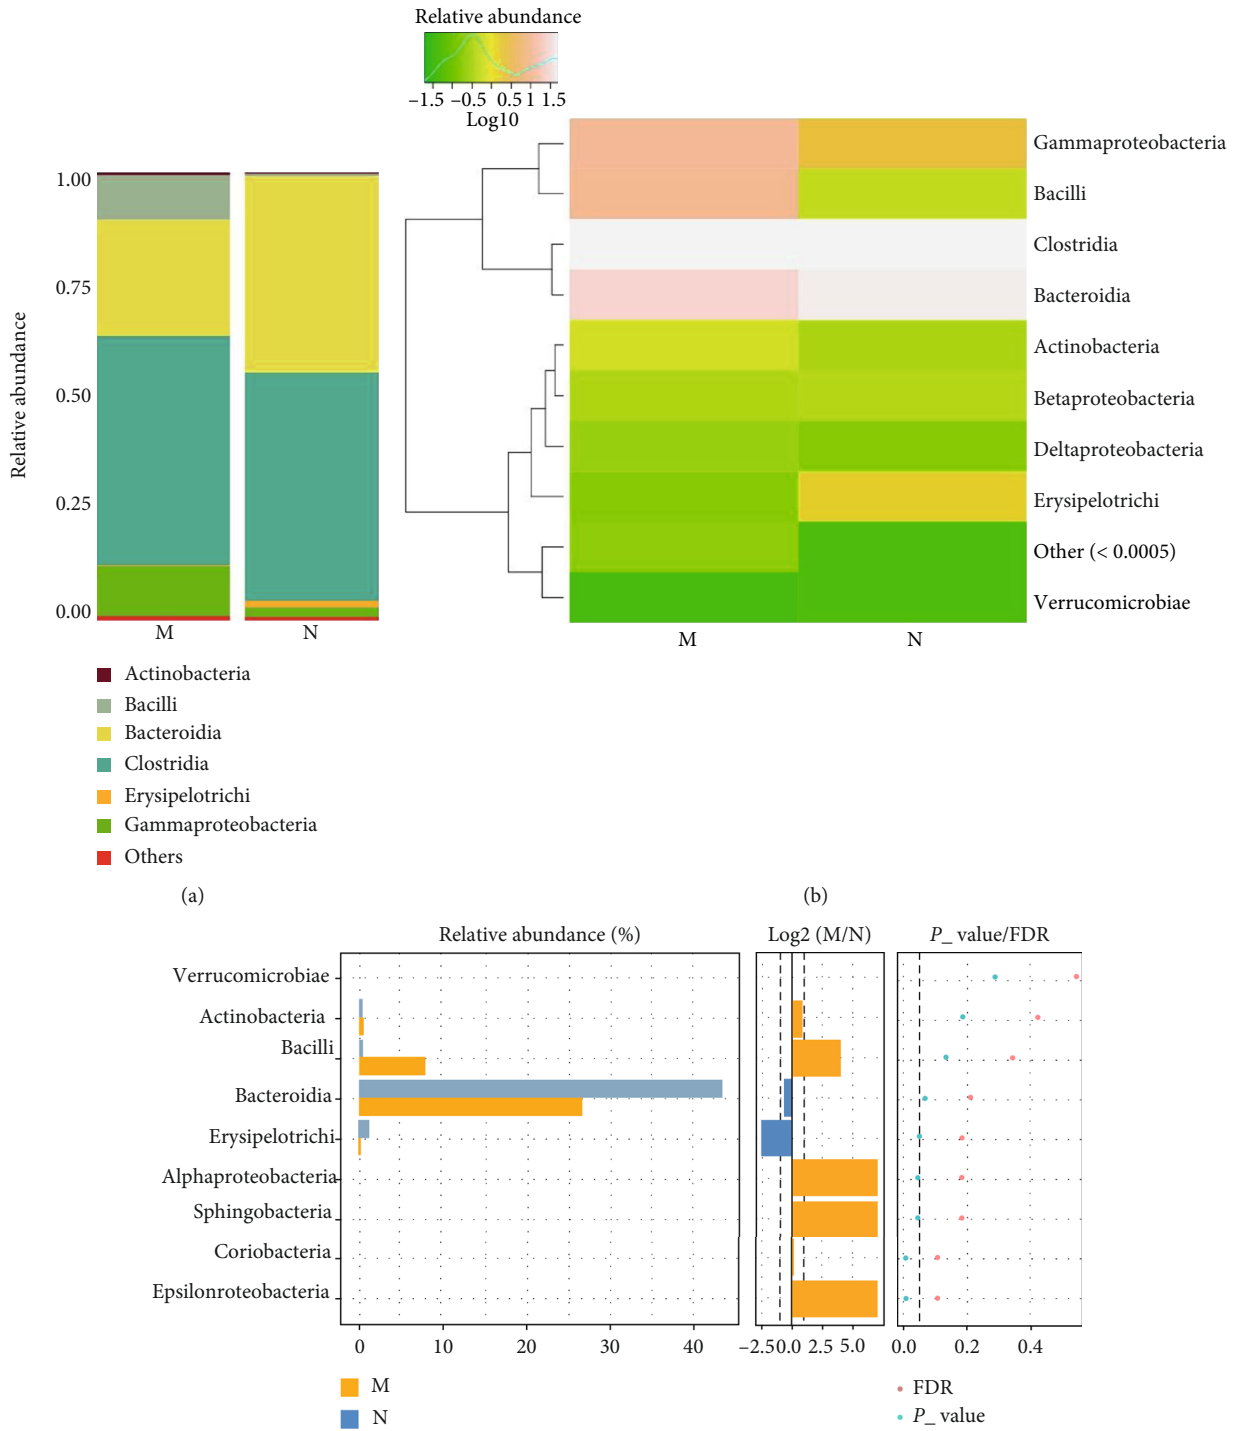 Relative abundance
−1.5 −0.5 0.5 1 1.5
Log10
Relative abundance
1.00
0.75
0.50
0.25
0.00
M N
Actinobacteria
Bacilli
Bacteroidia
Clostridia
Erysipelotrichi
Gammaproteobacteria
Others
(a)
Gammaproteobacteria
Bacilli
Clostridia
Bacteroidia
Actinobacteria
Betaproteobacteria
Deltaproteobacteria
Erysipelotrichi
Other (< 0.0005)
Verrucomicrobiae
M N
(b)
Relative abundance (%)
Log2 (M/N)
P_ value/FDR
Verrucomicrobiae
Actinobacteria
Bacilli
Bacteroidia
Erysipelotrichi
Alphaproteobacteria
Sphingobacteria
Coriobacteria
Epsilonroteobacteria
0 10 20 30 40
−2.5 0.0 2.5 5.0
0.0 0.2 0.4
M
N
FDR
P_ value